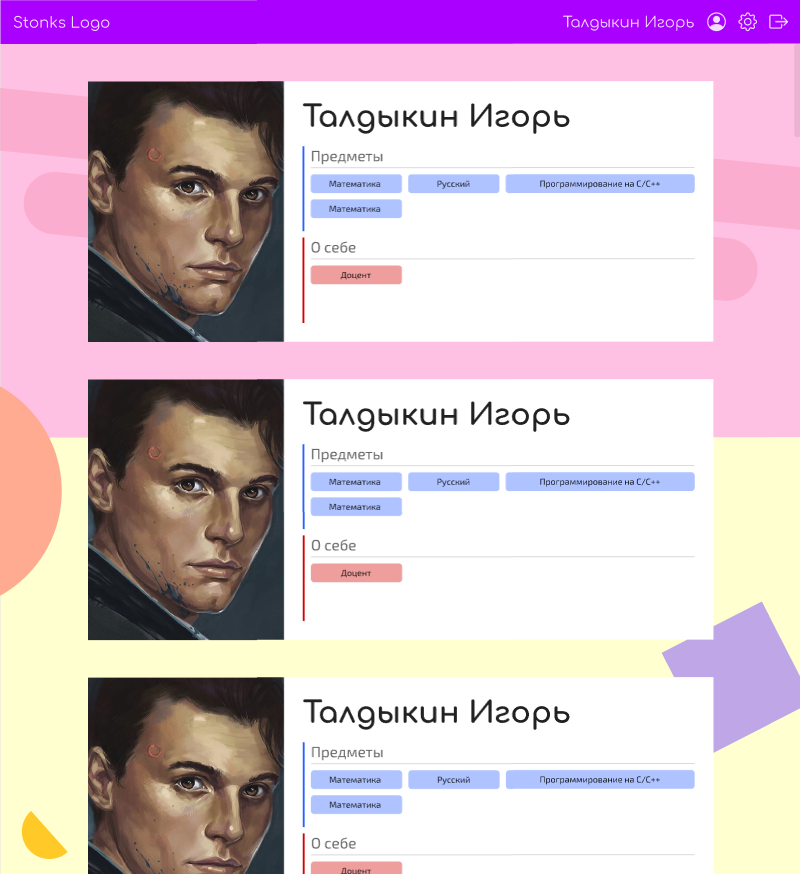 Stonks Logo
Талдыкин Игорь
Талдыкин Игорь
Предметы
Математика Русский Программирование на C/C++
Математика
О себе
Доцент
Талдыкин Игорь
Предметы
Математика Русский Программирование на C/C++
Математика
О себе
Доцент
Талдыкин Игорь
Предметы
Математика Русский Программирование на C/C++
Математика
О себе
Доцент